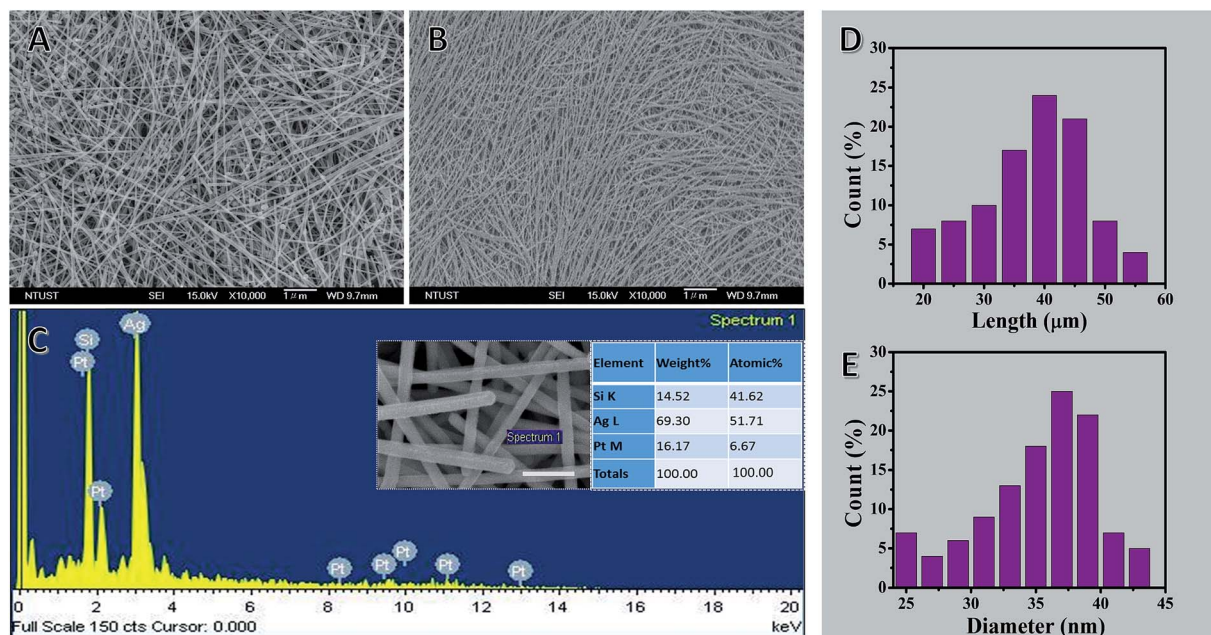 A
NTUST SEI 15.0kV X10,000 1μm WD 9.7mm
B
NTUST SEI 15.0kV X10,000 1μm WD 9.7mm
C
Spectrum 1
Si
Pt
Pt
Ag
Pt
Pt
Pt
Pt
Pt
Spectrum 1
Element Weight% Atomic%
Si K 14.52 41.62
Ag L 69.30 51.71
Pt M 16.17 6.67
Totals 100.00 100.00
0 2 4 6 8 10 12 14 16 18 20
Full Scale 150 cts Cursor: 0.000 keV
D
Count (%)
30
25
20
15
10
5
0
20 30 40 50 60
Length (μm)
E
Count (%)
30
25
20
15
10
5
0
25 30 35 40 45
Diameter (nm)